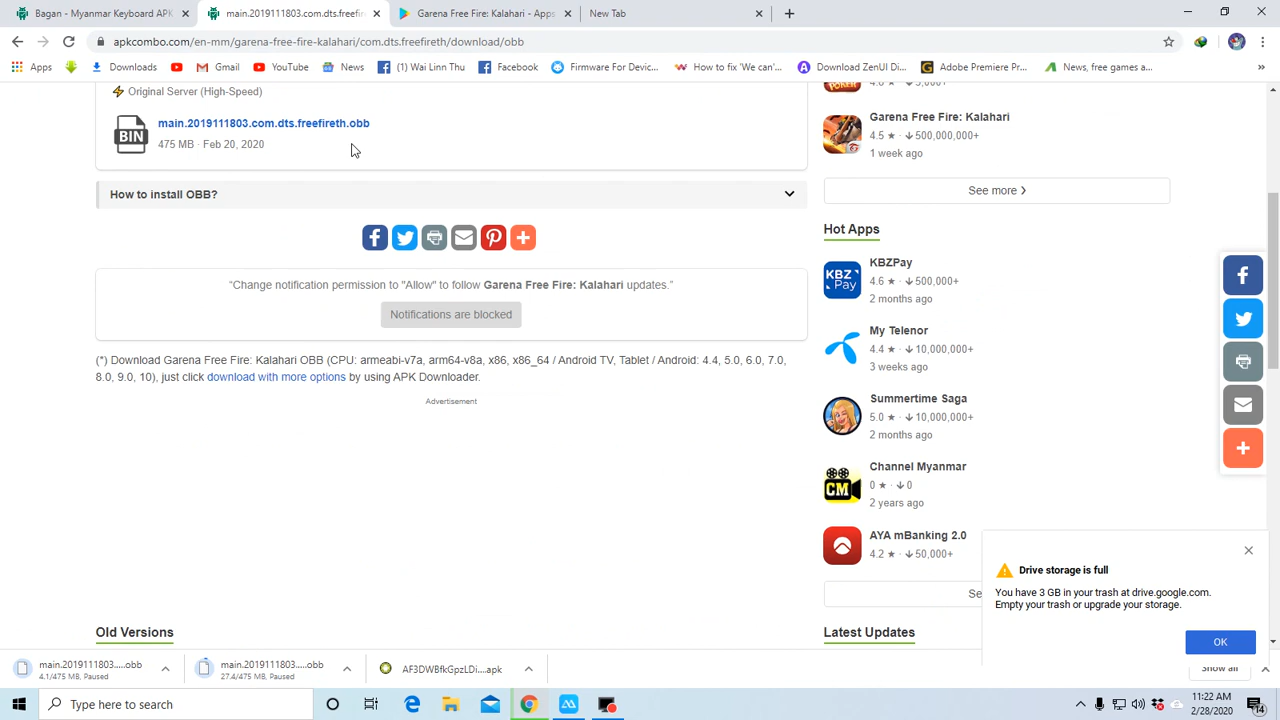 Bagan - Myanmar Keyboard APK
main.2019111803.com.dts.freefire
Garena Free Fire: Kalahari - Apps
New Tab
apkcombo.com/en-mm/garena-free-fire-kalahari/com.dts.freefireth/download/obb
Apps
Downloads
Gmail
YouTube
News
(1) Wai Linn Thu
Facebook
Firmware For Devic...
How to fix 'We can'...
Download ZenUI Di...
Adobe Premiere Pr...
News, free games a...
»
Original Server (High-Speed)
BIN
main.2019111803.com.dts.freefireth.obb
475 MB · Feb 20, 2020
How to install OBB?
"Change notification permission to "Allow" to follow Garena Free Fire: Kalahari updates."
Notifications are blocked
(*) Download Garena Free Fire: Kalahari OBB (CPU: armeabi-v7a, arm64-v8a, x86, x86_64 / Android TV, Tablet / Android: 4.4, 5.0, 6.0, 7.0,
8.0, 9.0, 10), just click download with more options by using APK Downloader.
Advertisement
Old Versions
POKER
Garena Free Fire: Kalahari
4.5 ★ · 500,000,000+
1 week ago
See more
Hot Apps
KBZ
Pay
KBZPay
4.6 ★ · 500,000+
2 months ago
My Telenor
4.4 ★ · 10,000,000+
3 weeks ago
Summertime Saga
5.0 ★ · 10,000,000+
2 months ago
CM
Channel Myanmar
0 ★ · 0
2 years ago
AYA mBanking 2.0
4.2 ★ · 50,000+
Se
Latest Updates
Drive storage is full
You have 3 GB in your trash at drive.google.com.
Empty your trash or upgrade your storage.
OK
main.2019111803.....obb
4.1/475 MB, Paused
main.2019111803.....obb
27.4/475 MB, Paused
AF3DWBfkGpzLDi....apk
Show all
Type here to search
11:22 AM
2/28/2020
14